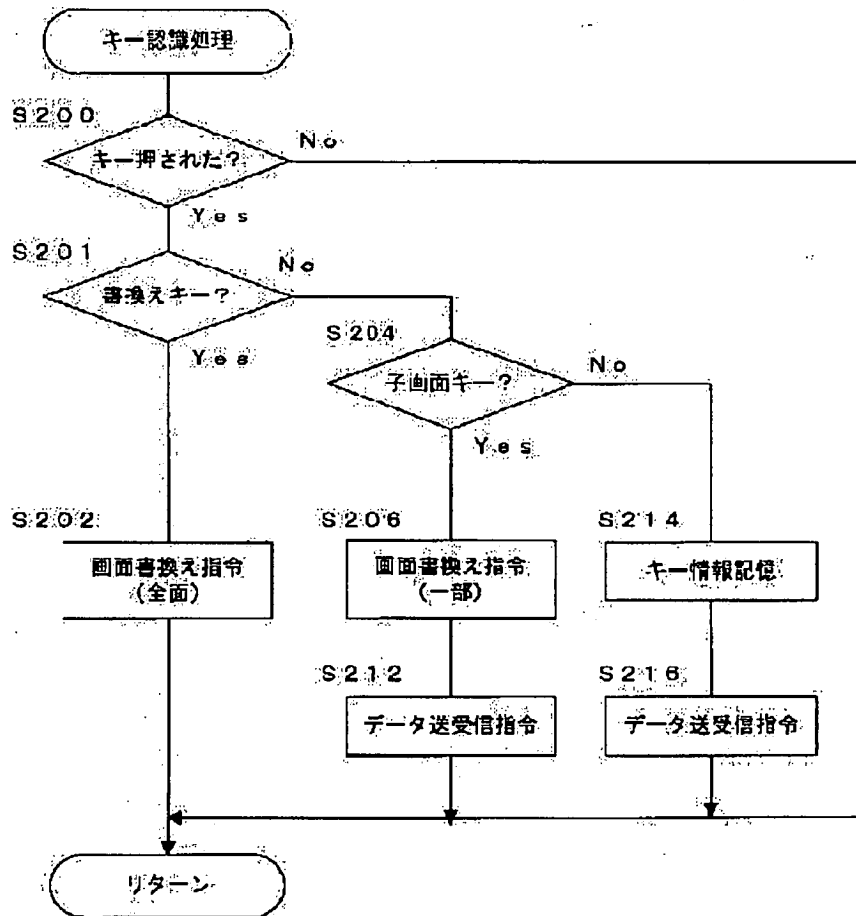 キー認識処理
S200
キー押された？
No
Yes
S201
書換えキー？
No
Yes
S204
子画面キー？
No
Yes
S202
画面書換え指令
（全面）
S206
画面書換え指令
（一部）
S214
キー情報記憶
S212
データ送受信指令
S216
データ送受信指令
リターン